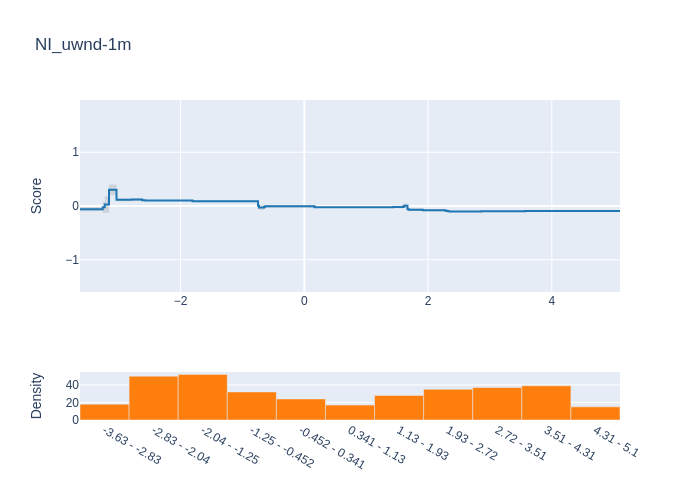 NI_uwnd-1m
Score
1
0
−1
−2
0
2
4
Density
40
20
0
-3.63 - -2.83
-2.83 - -2.04
-2.04 - -1.25
-1.25 - -0.452
-0.452 - 0.341
0.341 - 1.13
1.13 - 1.93
1.93 - 2.72
2.72 - 3.51
3.51 - 4.31
4.31 - 5.1